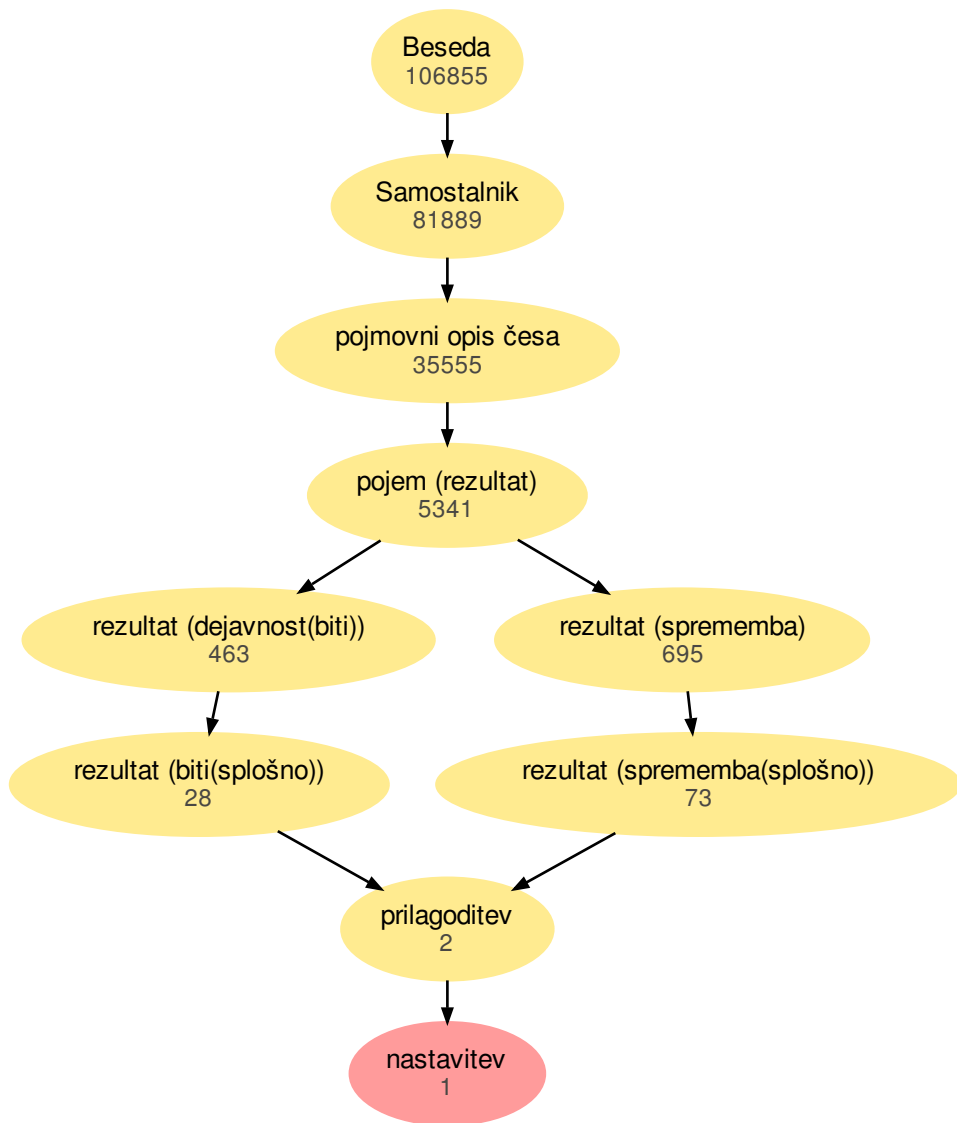 Beseda
106855
Samostalnik
81889
pojmovni opis česa
35555
pojem (rezultat)
5341
rezultat (dejavnost(biti))
463
rezultat (sprememba)
695
rezultat (biti(splošno))
28
rezultat (sprememba(splošno))
73
prilagoditev
2
nastavitev
1